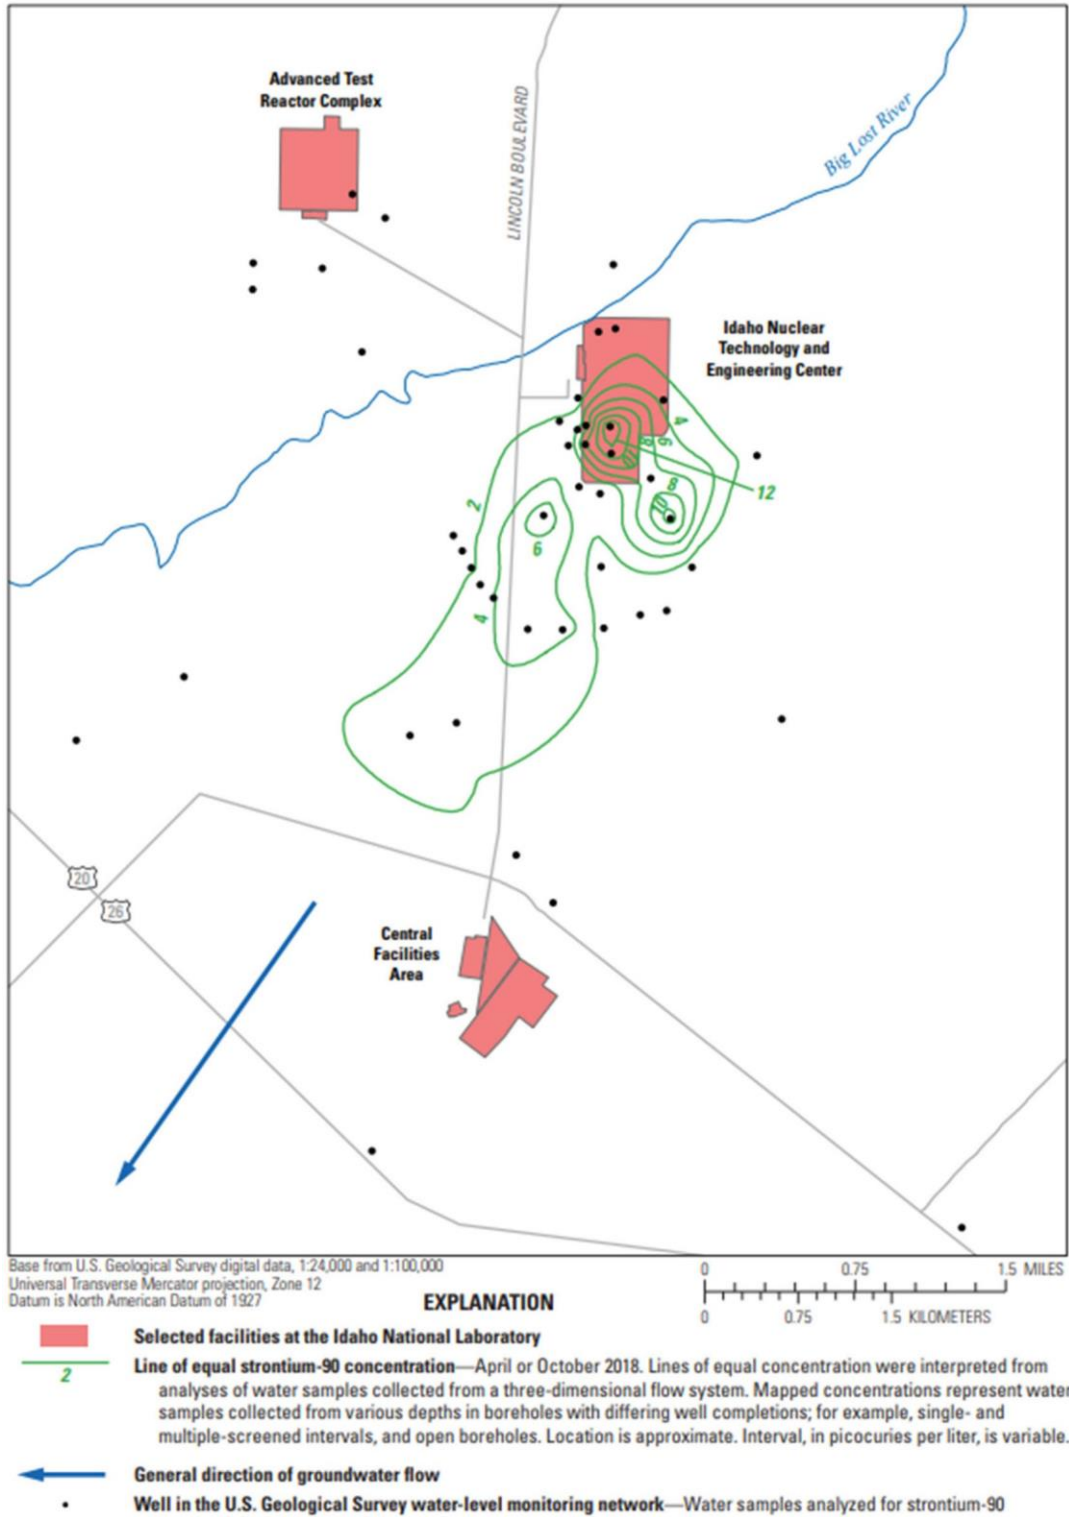 Advanced Test
Reactor Complex
LINCOLN BOULEVARD
Big Lost River
Idaho Nuclear
Technology and
Engineering Center
4
6
8
10
12
8
10
2
6
4
20
26
Central
Facilities
Area
Base from U.S. Geological Survey digital data, 1:24,000 and 1:100,000
Universal Transverse Mercator projection, Zone 12
Datum is North American Datum of 1927
0 0.75 1.5 MILES
0 0.75 1.5 KILOMETERS
EXPLANATION
Selected facilities at the Idaho National Laboratory
2
Line of equal strontium-90 concentration—April or October 2018. Lines of equal concentration were interpreted from
analyses of water samples collected from a three-dimensional flow system. Mapped concentrations represent water
samples collected from various depths in boreholes with differing well completions; for example, single- and
multiple-screened intervals, and open boreholes. Location is approximate. Interval, in picocuries per liter, is variable.
General direction of groundwater flow
Well in the U.S. Geological Survey water-level monitoring network—Water samples analyzed for strontium-90